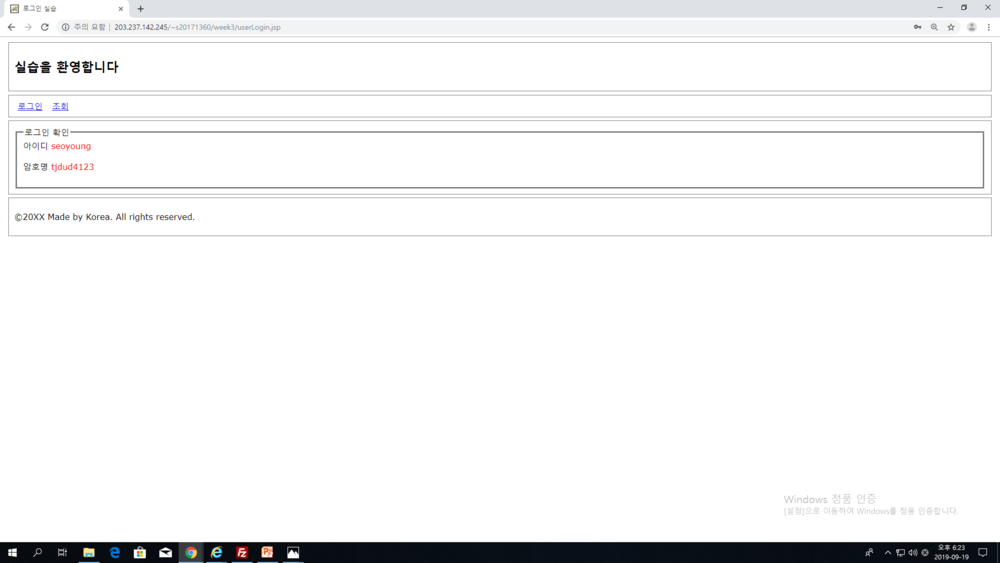 로그인 실습
주의 요함 | 203.237.142.245/~s20171360/week3/userLogin.jsp
실습을 환영합니다
로그인 조회
로그인 확인
아이디 seoyoung
암호명 tjdud4123
©20XX Made by Korea. All rights reserved.
Windows 정품 인증
[설정]으로 이동하여 Windows를 정품 인증합니다.
오후 6:23
2019-09-19